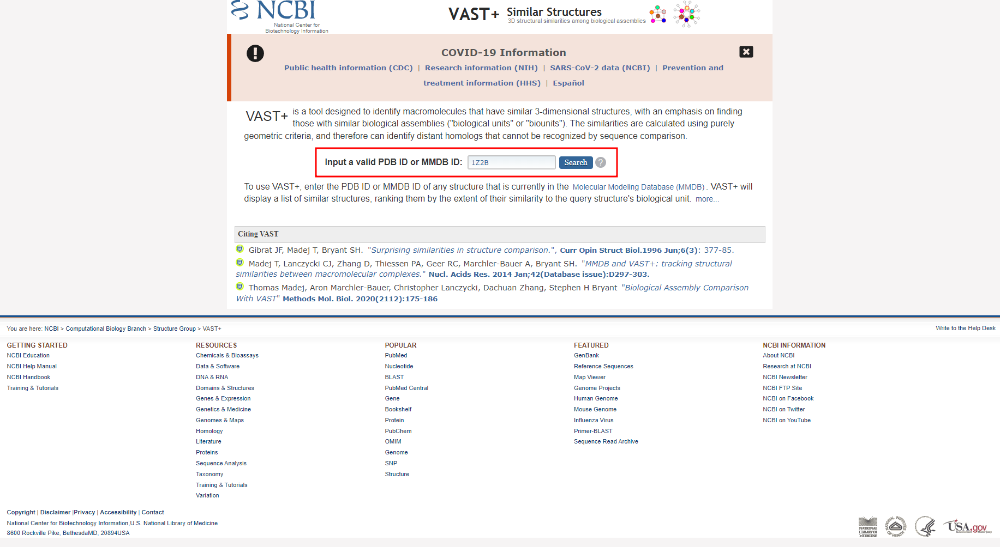 NCBI
National Center for
Biotechnology Information
VAST+ Similar Structures
3D structural similarities among biological assemblies
COVID-19 Information
Public health information (CDC) | Research information (NIH) | SARS-CoV-2 data (NCBI) | Prevention and
treatment information (HHS) | Español
VAST+ is a tool designed to identify macromolecules that have similar 3-dimensional structures, with an emphasis on finding
those with similar biological assemblies ("biological units" or "biounits"). The similarities are calculated using purely
geometric criteria, and therefore can identify distant homologs that cannot be recognized by sequence comparison.
Input a valid PDB ID or MMDB ID: 1Z2B Search ?
To use VAST+, enter the PDB ID or MMDB ID of any structure that is currently in the Molecular Modeling Database (MMDB). VAST+ will
display a list of similar structures, ranking them by the extent of their similarity to the query structure's biological unit. more...
Citing VAST
Gibrat JF, Madej T, Bryant SH. "Surprising similarities in structure comparison.", Curr Opin Struct Biol.1996 Jun;6(3): 377-85.
Madej T, Lanczycki CJ, Zhang D, Thiessen PA, Geer RC, Marchler-Bauer A, Bryant SH. "MMDB and VAST+: tracking structural
similarities between macromolecular complexes." Nucl. Acids Res. 2014 Jan;42(Database issue):D297-303.
Thomas Madej, Aron Marchler-Bauer, Christopher Lanczycki, Dachuan Zhang, Stephen H Bryant "Biological Assembly Comparison
With VAST" Methods Mol. Biol. 2020(2112):175-186
You are here: NCBI > Computational Biology Branch > Structure Group > VAST+
Write to the Help Desk
GETTING STARTED
NCBI Education
NCBI Help Manual
NCBI Handbook
Training & Tutorials
RESOURCES
Chemicals & Bioassays
Data & Software
DNA & RNA
Domains & Structures
Genes & Expression
Genetics & Medicine
Genomes & Maps
Homology
Literature
Proteins
Sequence Analysis
Taxonomy
Training & Tutorials
Variation
POPULAR
PubMed
Nucleotide
BLAST
PubMed Central
Gene
Bookshelf
Protein
PubChem
OMIM
Genome
SNP
Structure
FEATURED
GenBank
Reference Sequences
Map Viewer
Genome Projects
Human Genome
Mouse Genome
Influenza Virus
Primer-BLAST
Sequence Read Archive
NCBI INFORMATION
About NCBI
Research at NCBI
NCBI Newsletter
NCBI FTP Site
NCBI on Facebook
NCBI on Twitter
NCBI on YouTube
Copyright | Disclaimer |Privacy | Accessibility | Contact
National Center for Biotechnology Information,U.S. National Library of Medicine
8600 Rockville Pike, BethesdaMD, 20894USA
NATIONAL
LIBRARY OF
MEDICINE
NATIONAL INSTITUTES
OF HEALTH
USA.gov
Government Made Easy